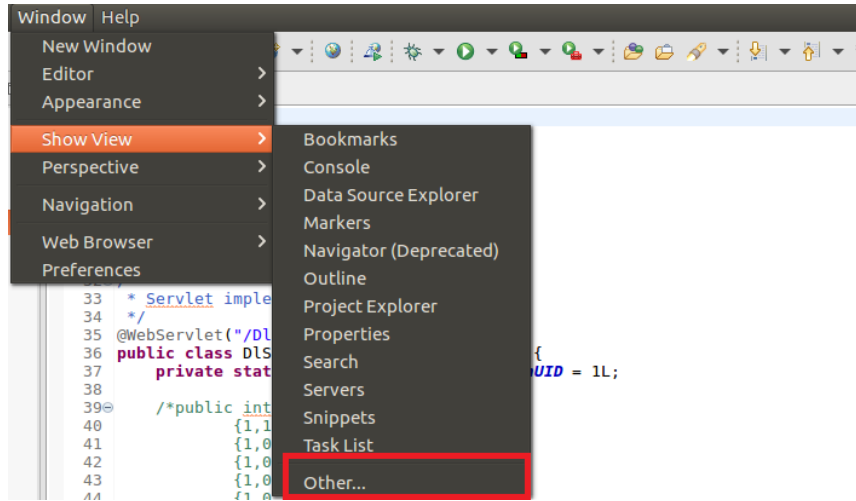 Window Help
New Window
Editor
Appearance
Show View
Perspective
Navigation
Web Browser
Preferences
Bookmarks
Console
Data Source Explorer
Markers
Navigator (Deprecated)
Outline
Project Explorer
Properties
Search
Servers
Snippets
Task List
Other...
33 * Servlet imple
34 */
35 @WebServlet("/Dl
36 public class DlS {
37 private stat UID = 1L;
38
39 /*public int
40 {1,1
41 {1,0
42 {1,0
43 {1,0
44 {1,0